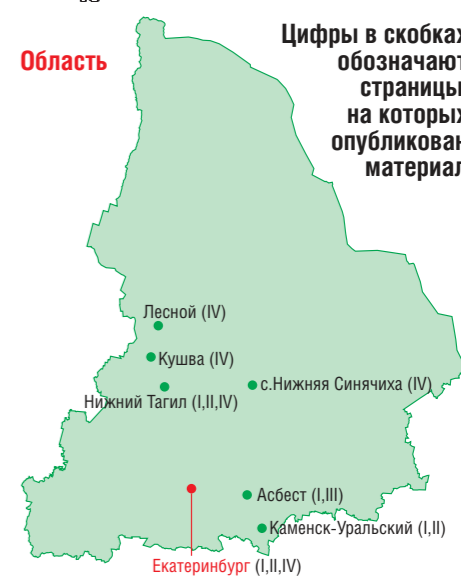 Область
Цифры в скобках
обозначают
страницы,
на которых
опубликован
материал
Лесной (IV)
Кушва (IV)
с.Нижняя Синячиха (IV)
Нижний Тагил (I,II,IV)
Асбест (I,III)
Каменск-Уральский (I,II)
Екатеринбург (I,II,IV)